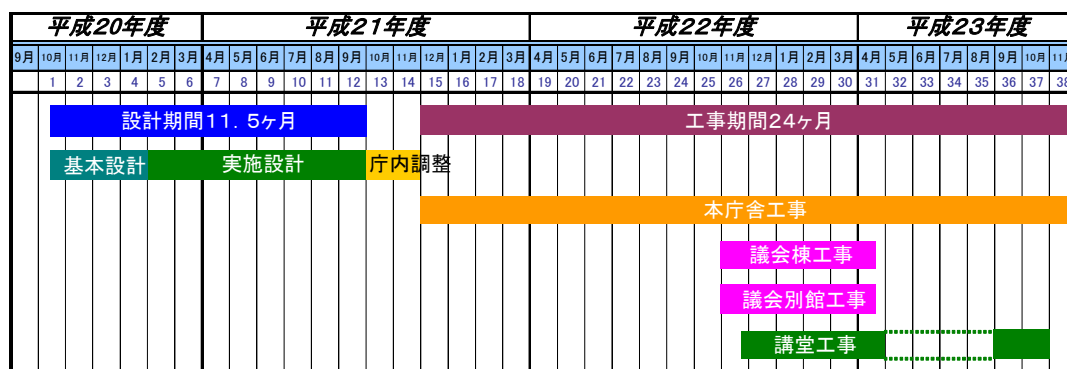 平成20年度 平成21年度 平成22年度 平成23年度
9月 10月 11月 12月 1月 2月 3月 4月 5月 6月 7月 8月 9月 10月 11月 12月 1月 2月 3月 4月 5月 6月 7月 8月 9月 10月 11月 12月 1月 2月 3月 4月 5月 6月 7月 8月 9月 10月 11月
1 2 3 4 5 6 7 8 9 10 11 12 13 14 15 16 17 18 19 20 21 22 23 24 25 26 27 28 29 30 31 32 33 34 35 36 37 38
設計期間11．5ヶ月 工事期間24ヶ月
基本設計 実施設計 庁内調整
本庁舎工事
議会棟工事
議会別館工事
講堂工事